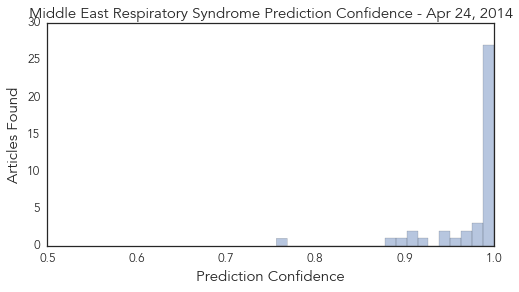 Middle East Respiratory Syndrome Prediction Confidence - Apr 24, 2014
30
25
20
15
10
5
0
Articles Found
0.5 0.6 0.7 0.8 0.9 1.0
Prediction Confidence